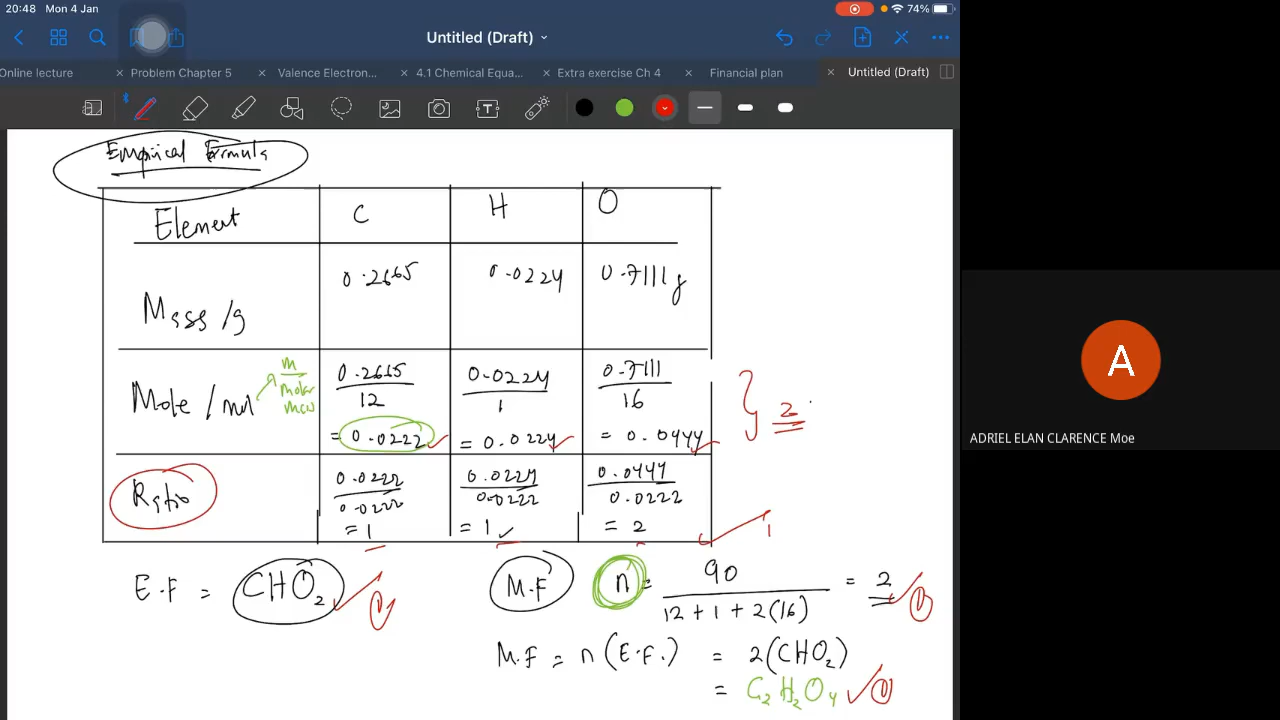 20:48 Mon 4 Jan
74%
Untitled (Draft)
Online lecture
Problem Chapter 5
Valence Electron...
4.1 Chemical Equa...
Extra exercise Ch 4
Financial plan
Untitled (Draft)
Empirical Formula
Element C H O
Mass /g 0.2665 0.0224 0.7111g
Mole / mol m / molar mass 0.2665/12 0.0224/1 0.7111/16
= 0.0222 = 0.0224 = 0.0444 } 2
Ratio 0.0222/0.0222 0.0224/0.0222 0.0444/0.0222
= 1 = 1 = 2 1
E.F = CHO₂ 1
M.F n = 90/12 + 1 + 2(16) = 2 1
M.F = n (E.F.) = 2(CHO₂)
= C₂H₂O₄ 1
A
ADRIEL ELAN CLARENCE Moe